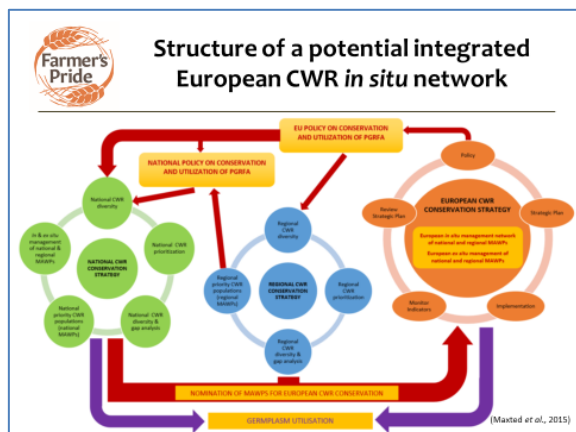 Farmer's
Pride
Structure of a potential integrated
European CWR in situ network
EU POLICY ON CONSERVATION
AND UTILIZATION OF PGRFA
NATIONAL POLICY ON CONSERVATION
AND UTILIZATION OF PGRFA
National CWR
diversity
in & ex situ
management
of national &
regional
MAWPs
National CWR
prioritization
NATIONAL CWR
CONSERVATION
STRATEGY
National
priority CWR
populations
(national
MAWPs)
National CWR
diversity &
gap analysis
Regional
CWR
diversity
Regional
priority CWR
populations
(regional
MAWPs)
REGIONAL CWR
CONSERVATION
STRATEGY
Regional
CWR
prioritization
Regional
CWR
diversity &
gap analysis
Policy
Review
Strategic Plan
Strategic Plan
EUROPEAN CWR
CONSERVATION STRATEGY
European in situ management network
of national and regional MAWPs
European ex situ management of
national and regional MAWPs
Monitor
Indicators
Implementation
NOMINATION OF MAWPS FOR EUROPEAN CWR CONSERVATION
GERMPLASM UTILISATION
(Maxted et al., 2015)